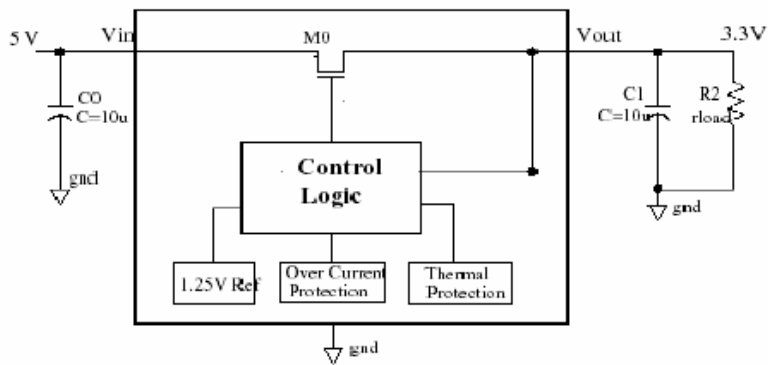 5 V
Vin
M0
Vout
3.3V
C0
C=10u
gnd
C1
C=10u
R2
rload
gnd
Control
Logic
1.25V Ref
Over Current
Protection
Thermal
Protection
gnd